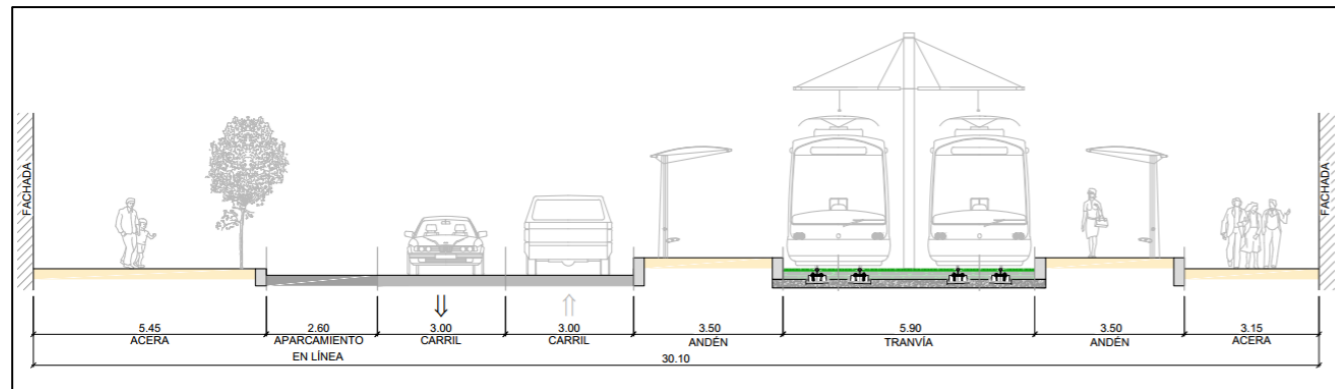 FACHADA
FACHADA
5.45
ACERA
2.60
APARCAMIENTO
EN LÍNEA
3.00
CARRIL
3.00
CARRIL
3.50
ANDÉN
5.90
TRANVÍA
3.50
ANDÉN
3.15
ACERA
30.10